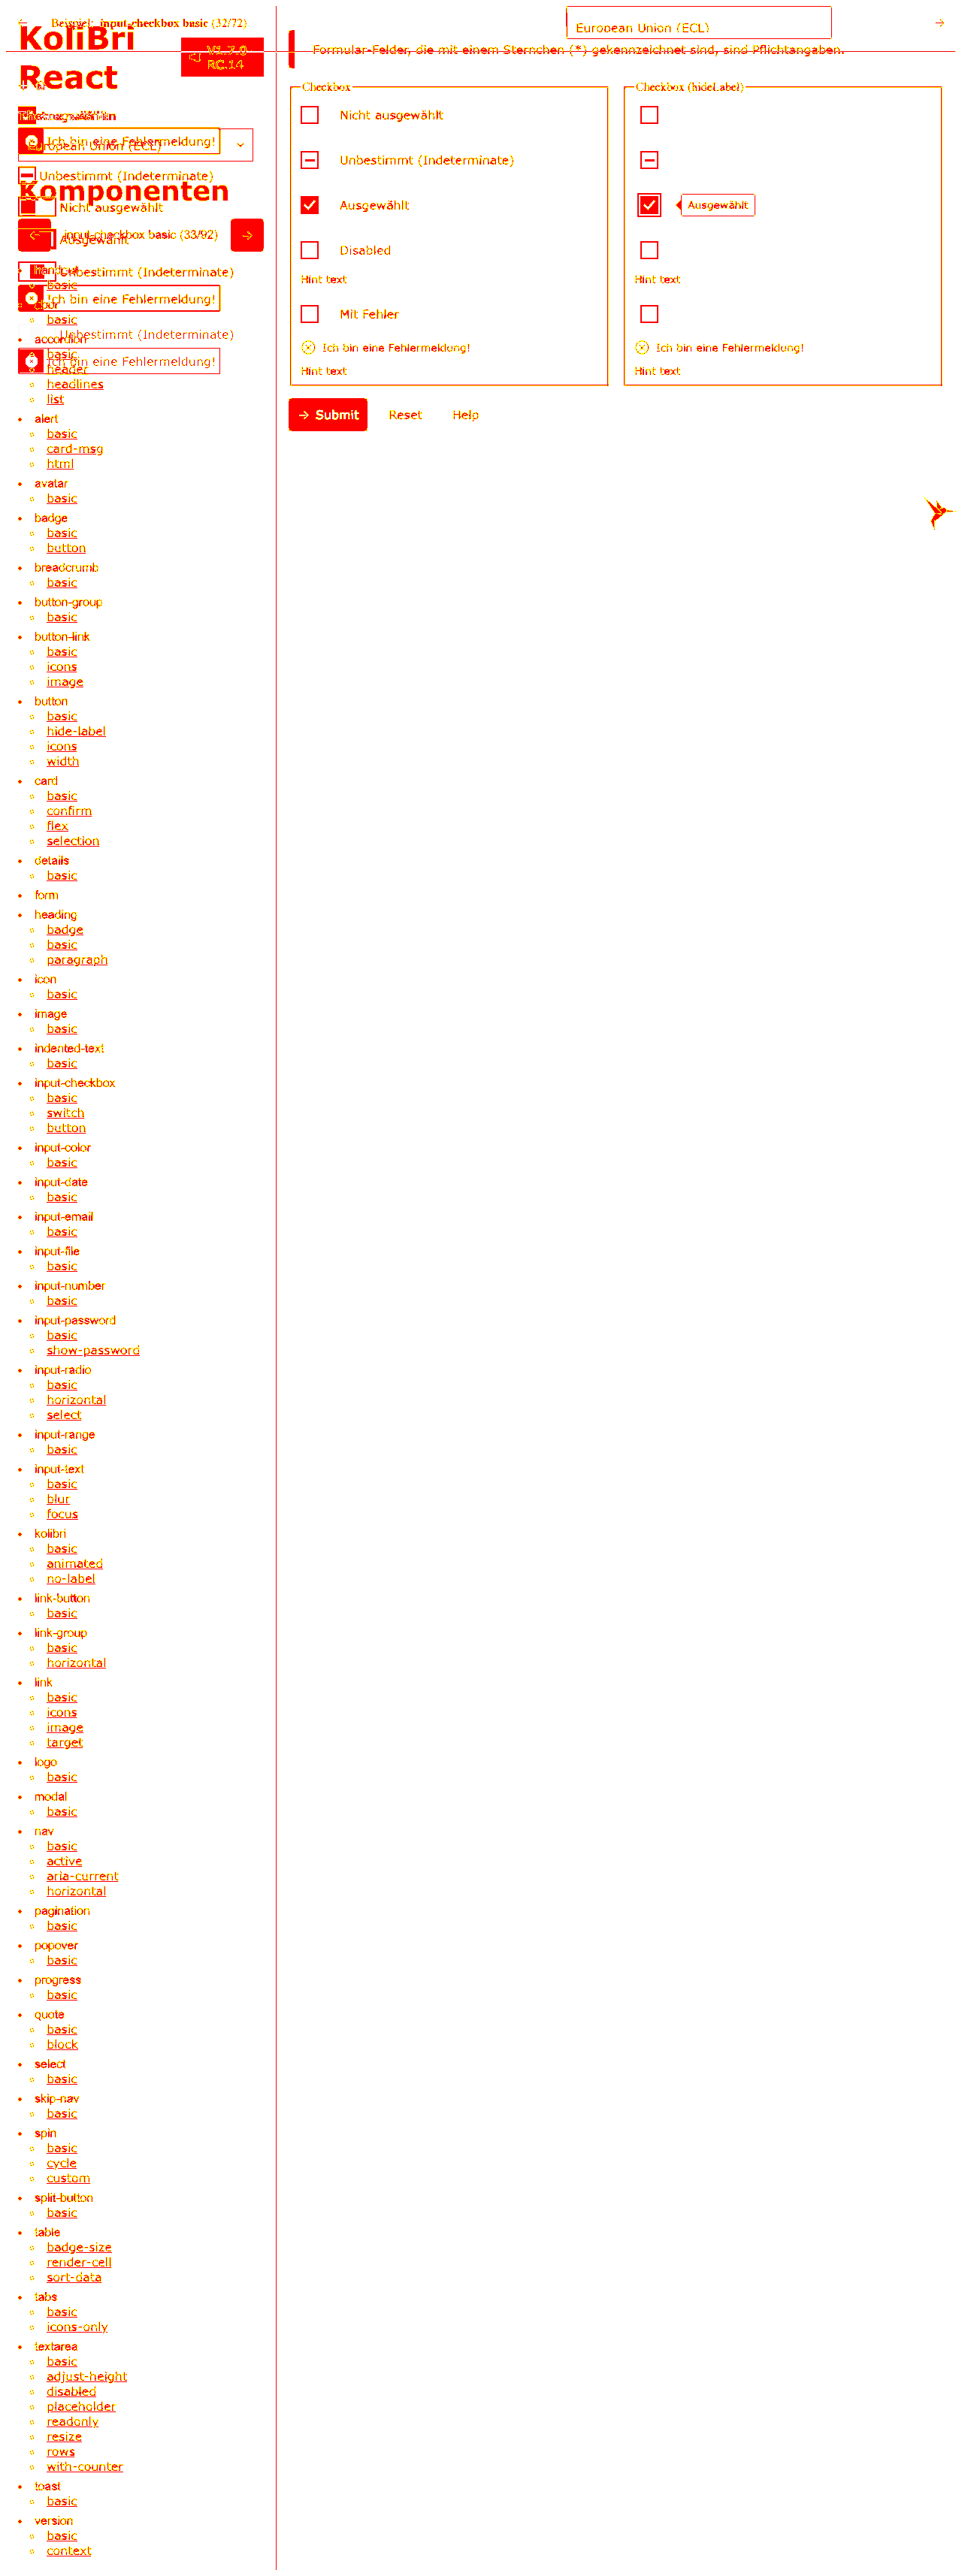 Beispiel: input-checkbox basic (32/72)
KoliBri
React
V1.7.0-
RC.14
Ich bin eine Fehlermeldung!
European Union (ECL)
Unbestimmt (Indeterminate)
Komponenten
Nicht ausgewählt
input-checkbox basic (33/92)
Ausgewählt
Unbestimmt (Indeterminate)
handout
basic
Ich bin eine Fehlermeldung!
basic
Unbestimmt (Indeterminate)
accordion
basic
Ich bin eine Fehlermeldung!
header
headlines
list
alert
basic
card-msg
html
avatar
basic
badge
basic
button
breadcrumb
basic
button-group
basic
button-link
basic
icons
image
button
basic
hide-label
icons
width
card
basic
confirm
flex
selection
details
basic
form
heading
badge
basic
paragraph
icon
basic
image
basic
indented-text
basic
input-checkbox
basic
switch
button
input-color
basic
input-date
basic
input-email
basic
input-file
basic
input-number
basic
input-password
basic
show-password
input-radio
basic
horizontal
select
input-range
basic
input-text
basic
blur
focus
kolibri
basic
animated
no-label
link-button
basic
link-group
basic
horizontal
link
basic
icons
image
target
logo
basic
modal
basic
nav
basic
active
aria-current
horizontal
pagination
basic
popover
basic
progress
basic
quote
basic
block
select
basic
skip-nav
basic
spin
basic
cycle
custom
split-button
basic
table
badge-size
render-cell
sort-data
tabs
basic
icons-only
textarea
basic
adjust-height
disabled
placeholder
readonly
resize
rows
with-counter
toast
basic
version
basic
context
European Union (ECL)
Formular-Felder, die mit einem Sternchen (*) gekennzeichnet sind, sind Pflichtangaben.
Checkbox
Nicht ausgewählt
Unbestimmt (Indeterminate)
Ausgewählt
Disabled
Hint text
Mit Fehler
Ich bin eine Fehlermeldung!
Hint text
Checkbox (hideLabel)
Ausgewählt
Hint text
Ich bin eine Fehlermeldung!
Hint text
Submit
Reset
Help